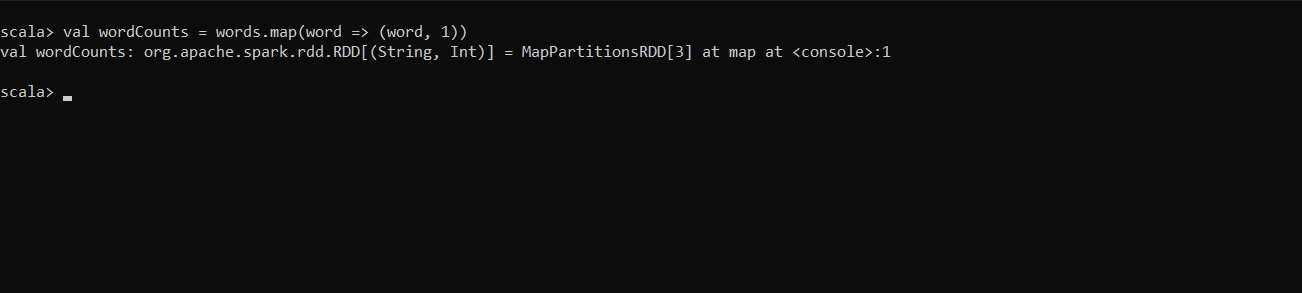 scala> val wordCounts = words.map(word => (word, 1))
val wordCounts: org.apache.spark.rdd.RDD[(String, Int)] = MapPartitionsRDD[3] at map at <console>:1
scala>